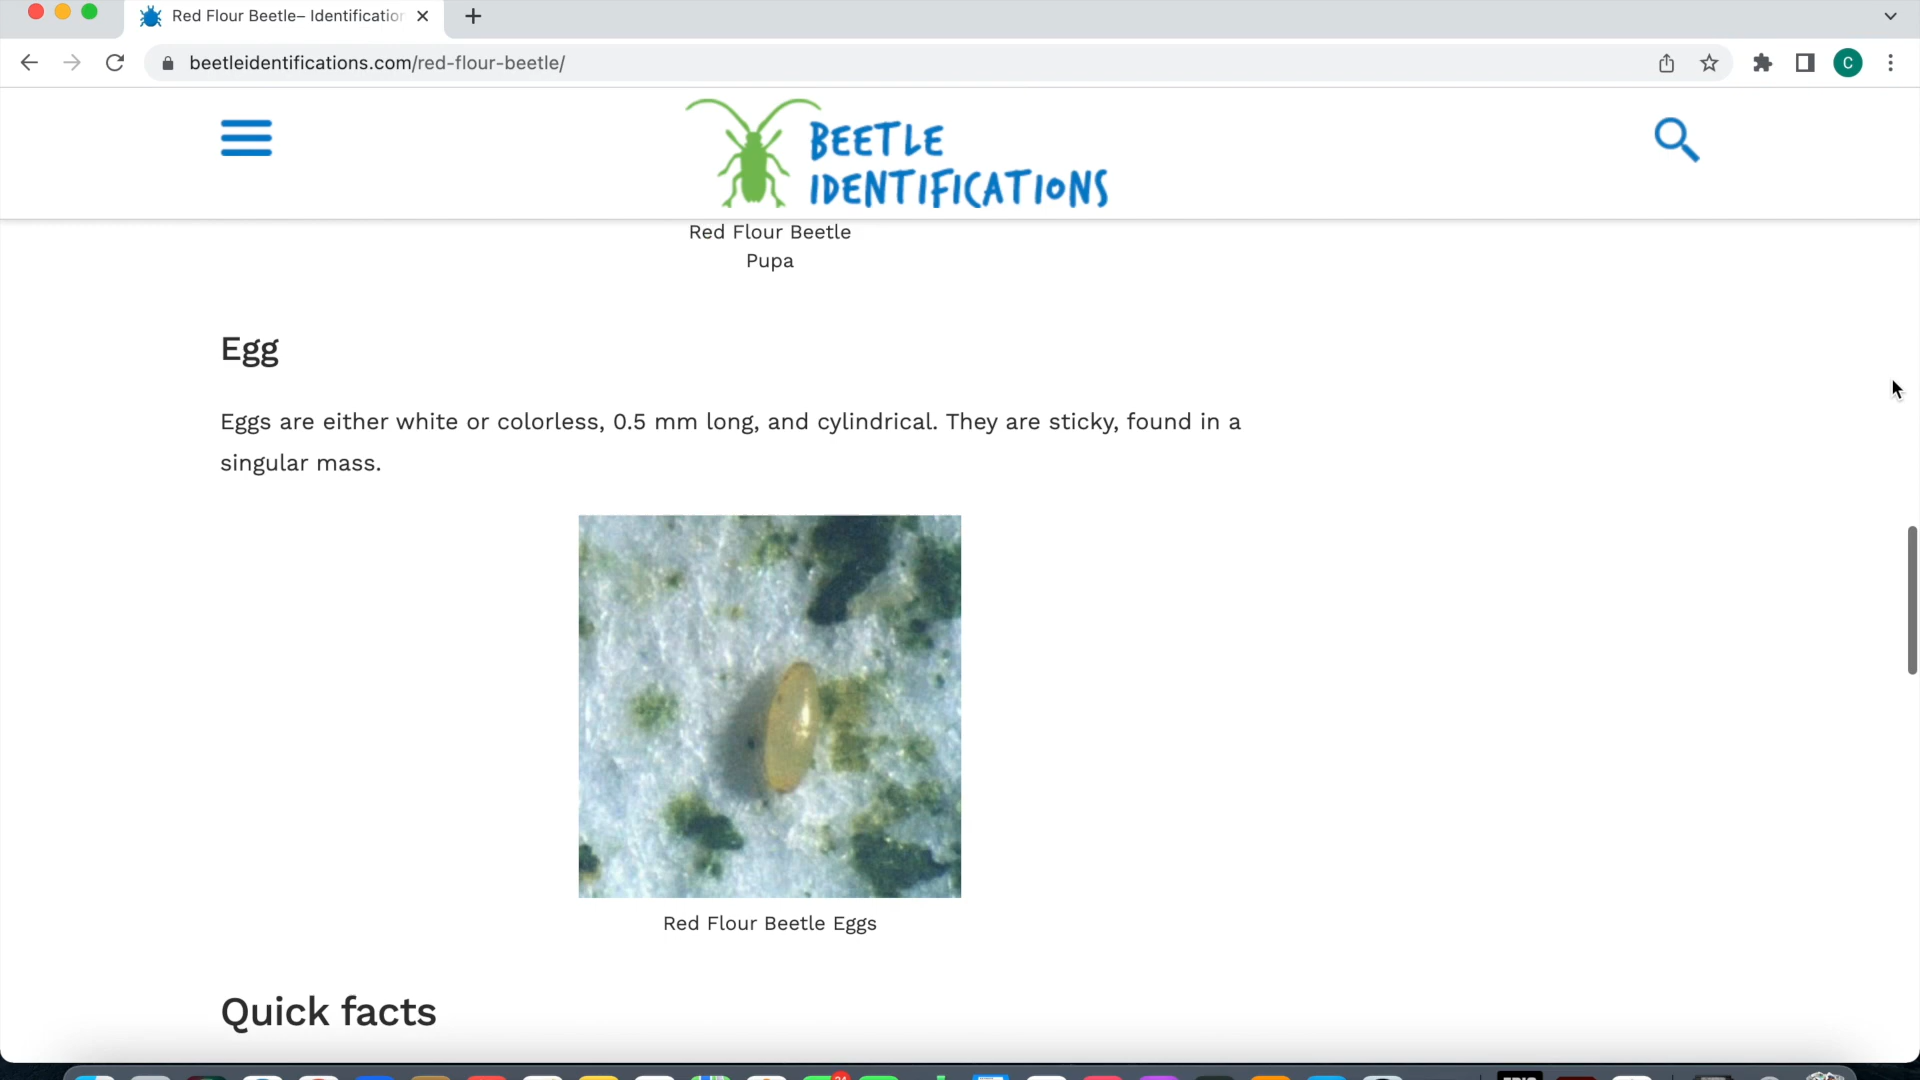 Red Flour Beetle– Identification
beetleidentifications.com/red-flour-beetle/
C
BEETLE
IDENTIFICATIONS
Red Flour Beetle
Pupa
Egg
Eggs are either white or colorless, 0.5 mm long, and cylindrical. They are sticky, found in a
singular mass.
Red Flour Beetle Eggs
Quick facts